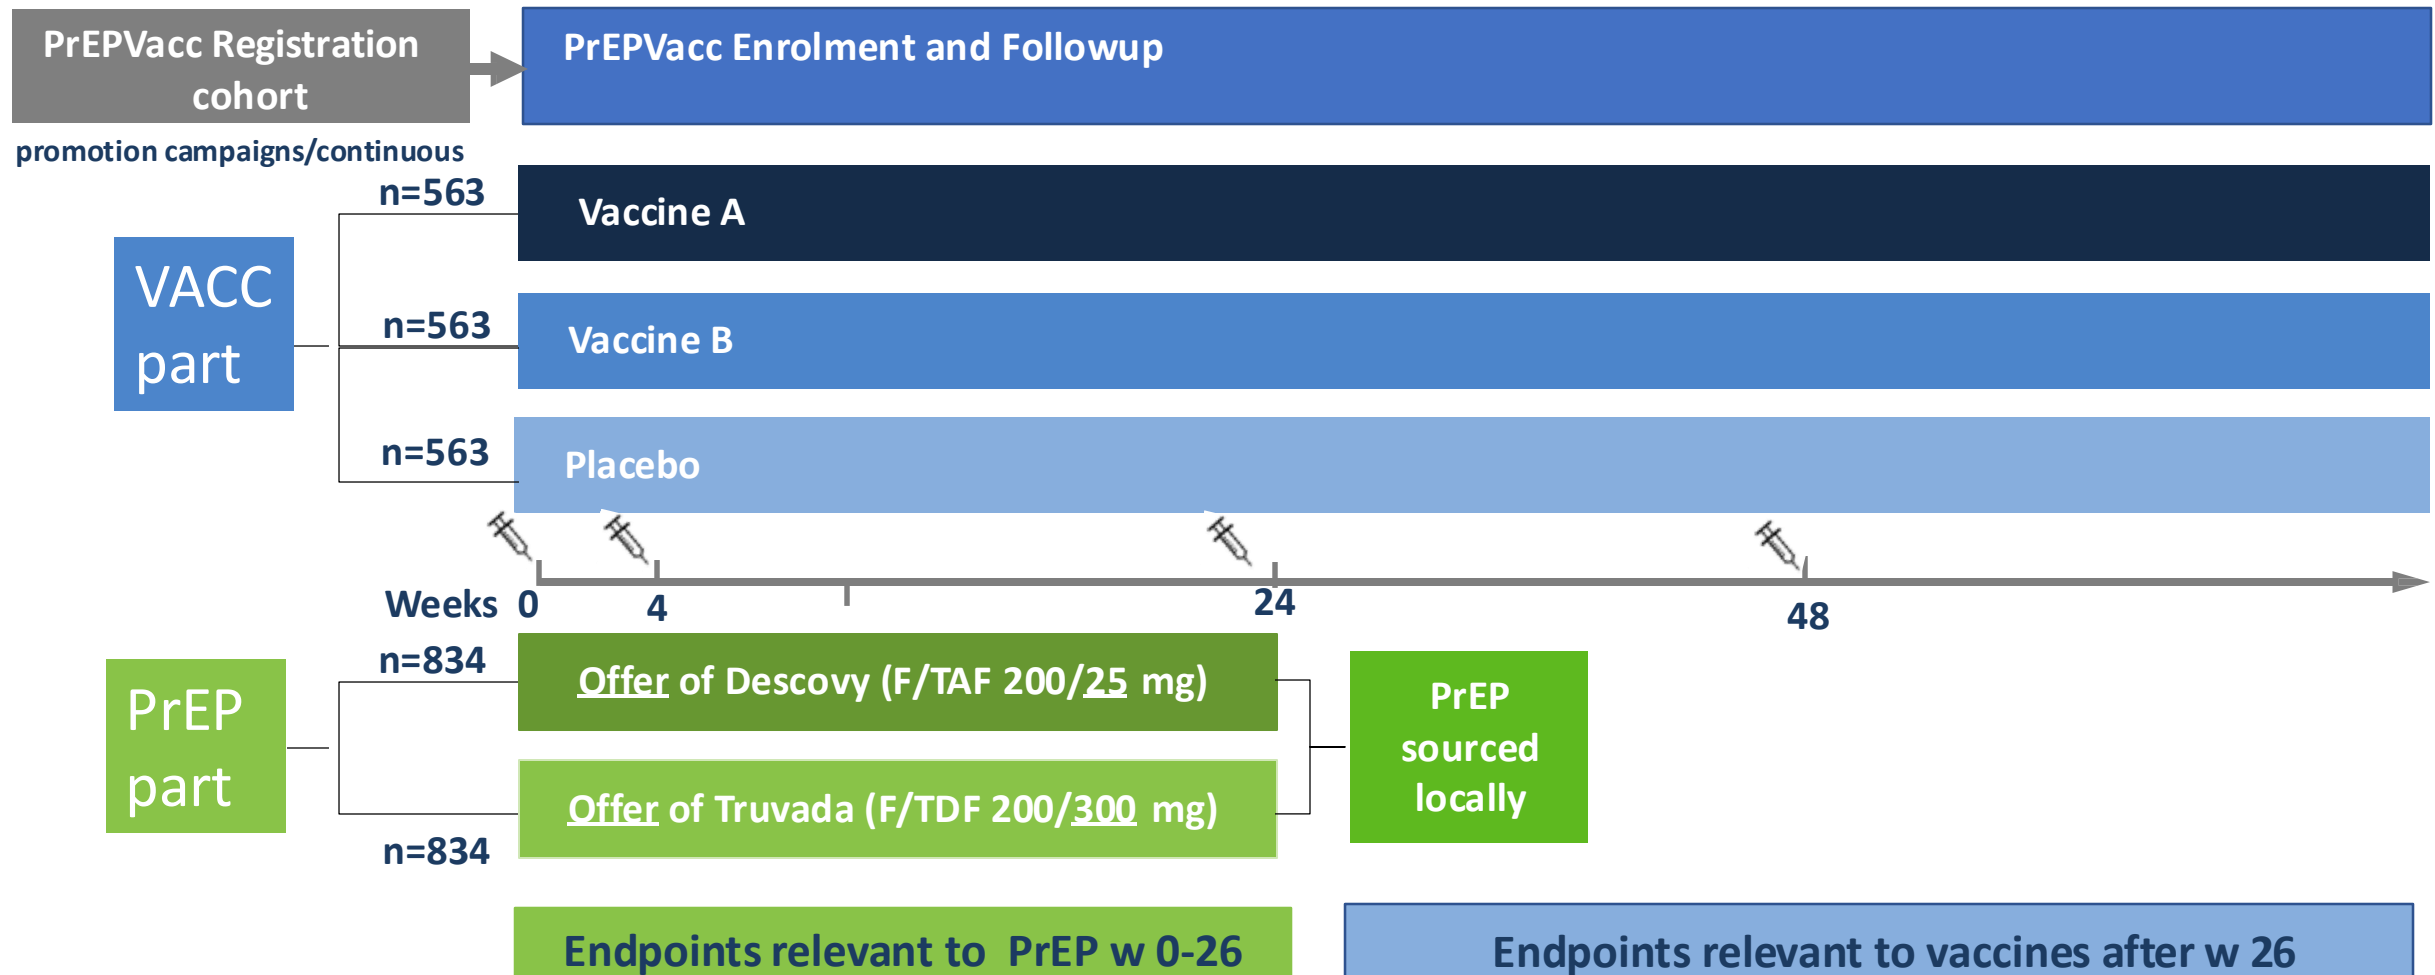 PrEPVacc Registration
cohort
PrEPVacc Enrolment and Followup
promotion campaigns/continuous
n=563
Vaccine A
VACC
part
n=563
Vaccine B
n=563
Placebo
Weeks 0
4
24
48
n=834
Offer of Descovy (F/TAF 200/25 mg)
PrEP
part
PrEP
sourced
locally
Offer of Truvada (F/TDF 200/300 mg)
n=834
Endpoints relevant to PrEP w 0-26
Endpoints relevant to vaccines after w 26